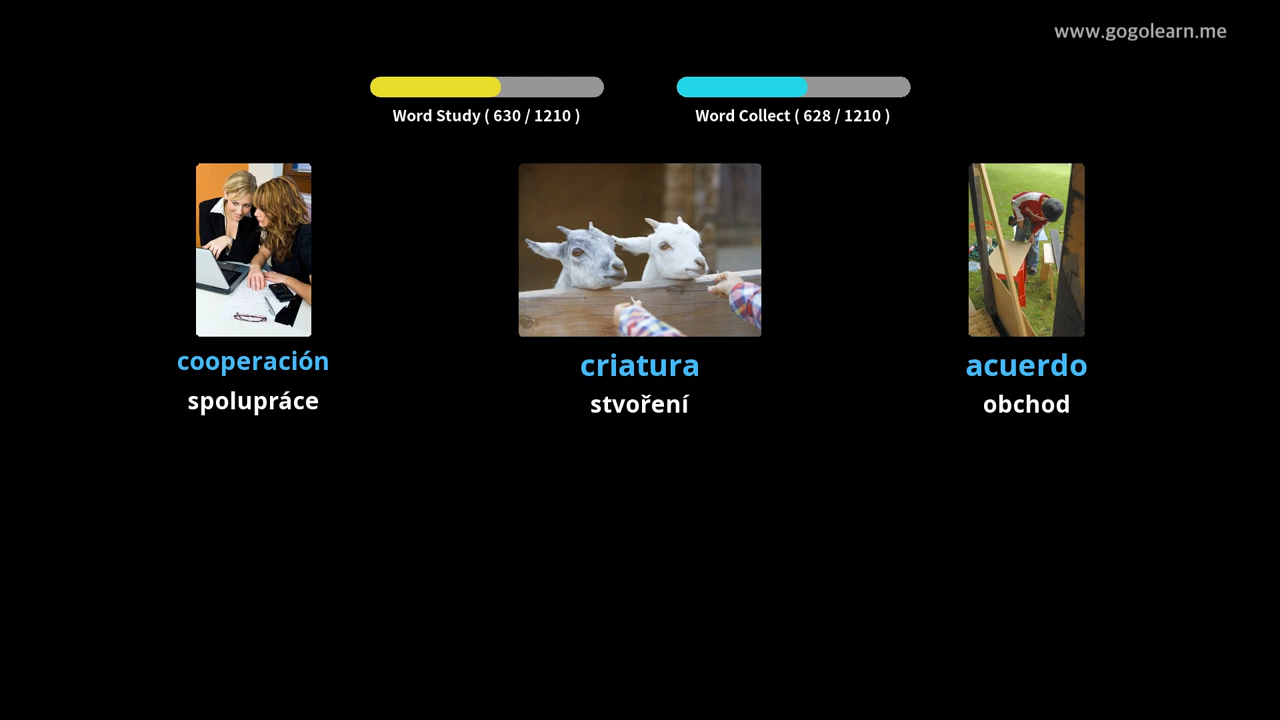 www.gogolearn.me
Word Study ( 630 / 1210 )
Word Collect ( 628 / 1210 )
cooperación
spolupráce
criatura
stvoření
acuerdo
obchod